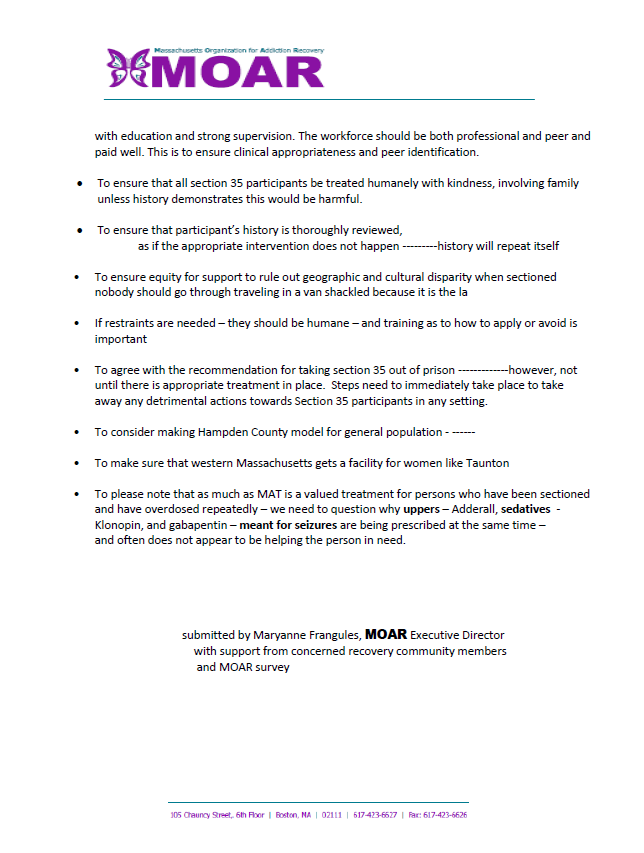 Massachusetts Organization for Addiction Recovery
MOAR
with education and strong supervision. The workforce should be both professional and peer and
paid well. This is to ensure clinical appropriateness and peer identification.
• To ensure that all section 35 participants be treated humanely with kindness, involving family
unless history demonstrates this would be harmful.
• To ensure that participant's history is thoroughly reviewed,
as if the appropriate intervention does not happen ---------history will repeat itself
• To ensure equity for support to rule out geographic and cultural disparity when sectioned
nobody should go through traveling in a van shackled because it is the la
• If restraints are needed – they should be humane – and training as to how to apply or avoid is
important
• To agree with the recommendation for taking section 35 out of prison -------------however, not
until there is appropriate treatment in place.  Steps need to immediately take place to take
away any detrimental actions towards Section 35 participants in any setting.
• To consider making Hampden County model for general population - ------
• To make sure that western Massachusetts gets a facility for women like Taunton
• To please note that as much as MAT is a valued treatment for persons who have been sectioned
and have overdosed repeatedly – we need to question why uppers – Adderall, sedatives  -
Klonopin, and gabapentin – meant for seizures are being prescribed at the same time –
and often does not appear to be helping the person in need.
submitted by Maryanne Frangules, MOAR Executive Director
with support from concerned recovery community members
and MOAR survey
105 Chauncy Street,. 6th Floor | Boston, MA | 02111 | 617-423-6627 | Fax: 617-423-6626